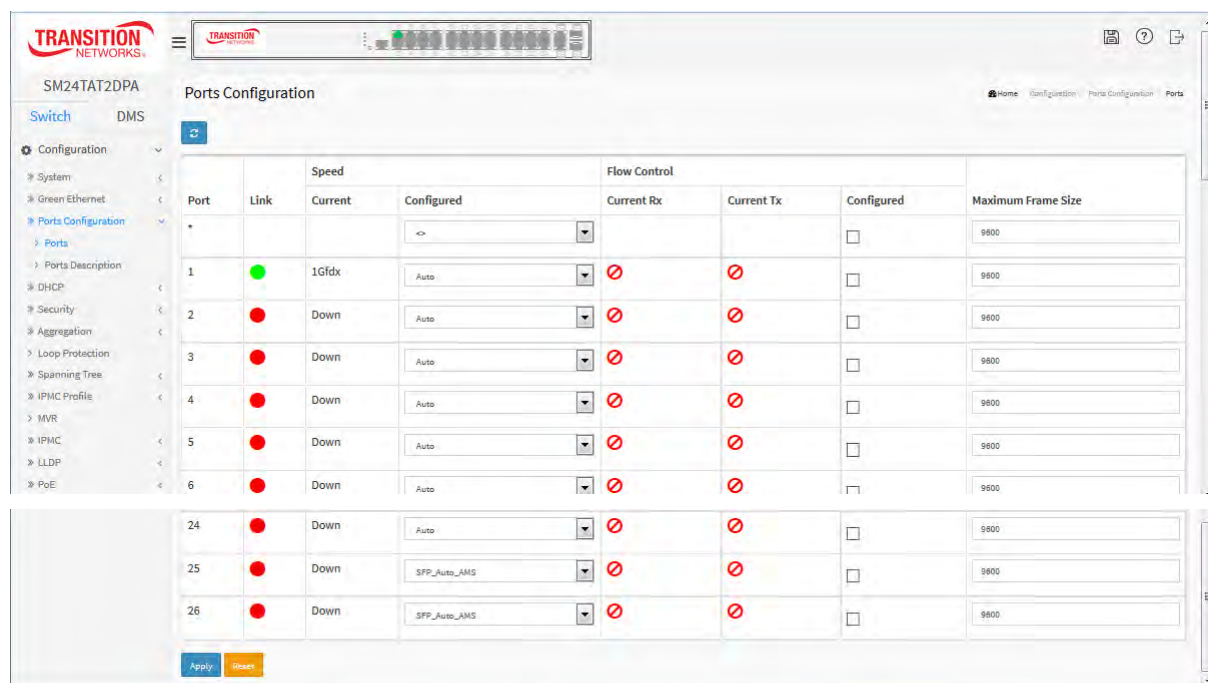 TRANSITION
NETWORKS®
TRANSITION
NETWORKS
SM24TAT2DPA
Switch DMS
Configuration
System
Green Ethernet
Ports Configuration
Ports
Ports Description
DHCP
Security
Aggregation
Loop Protection
Spanning Tree
IPMC Profile
MVR
IPMC
LLDP
PoE
Ports Configuration
Home Configuration Ports Configuration Ports
Speed Flow Control
Port Link Current Configured Current Rx Current Tx Configured Maximum Frame Size
* <> 9600
1 1Gfdx Auto 9600
2 Down Auto 9600
3 Down Auto 9600
4 Down Auto 9600
5 Down Auto 9600
6 Down Auto 9600
24 Down Auto 9600
25 Down SFP_Auto_AMS 9600
26 Down SFP_Auto_AMS 9600
Apply Reset